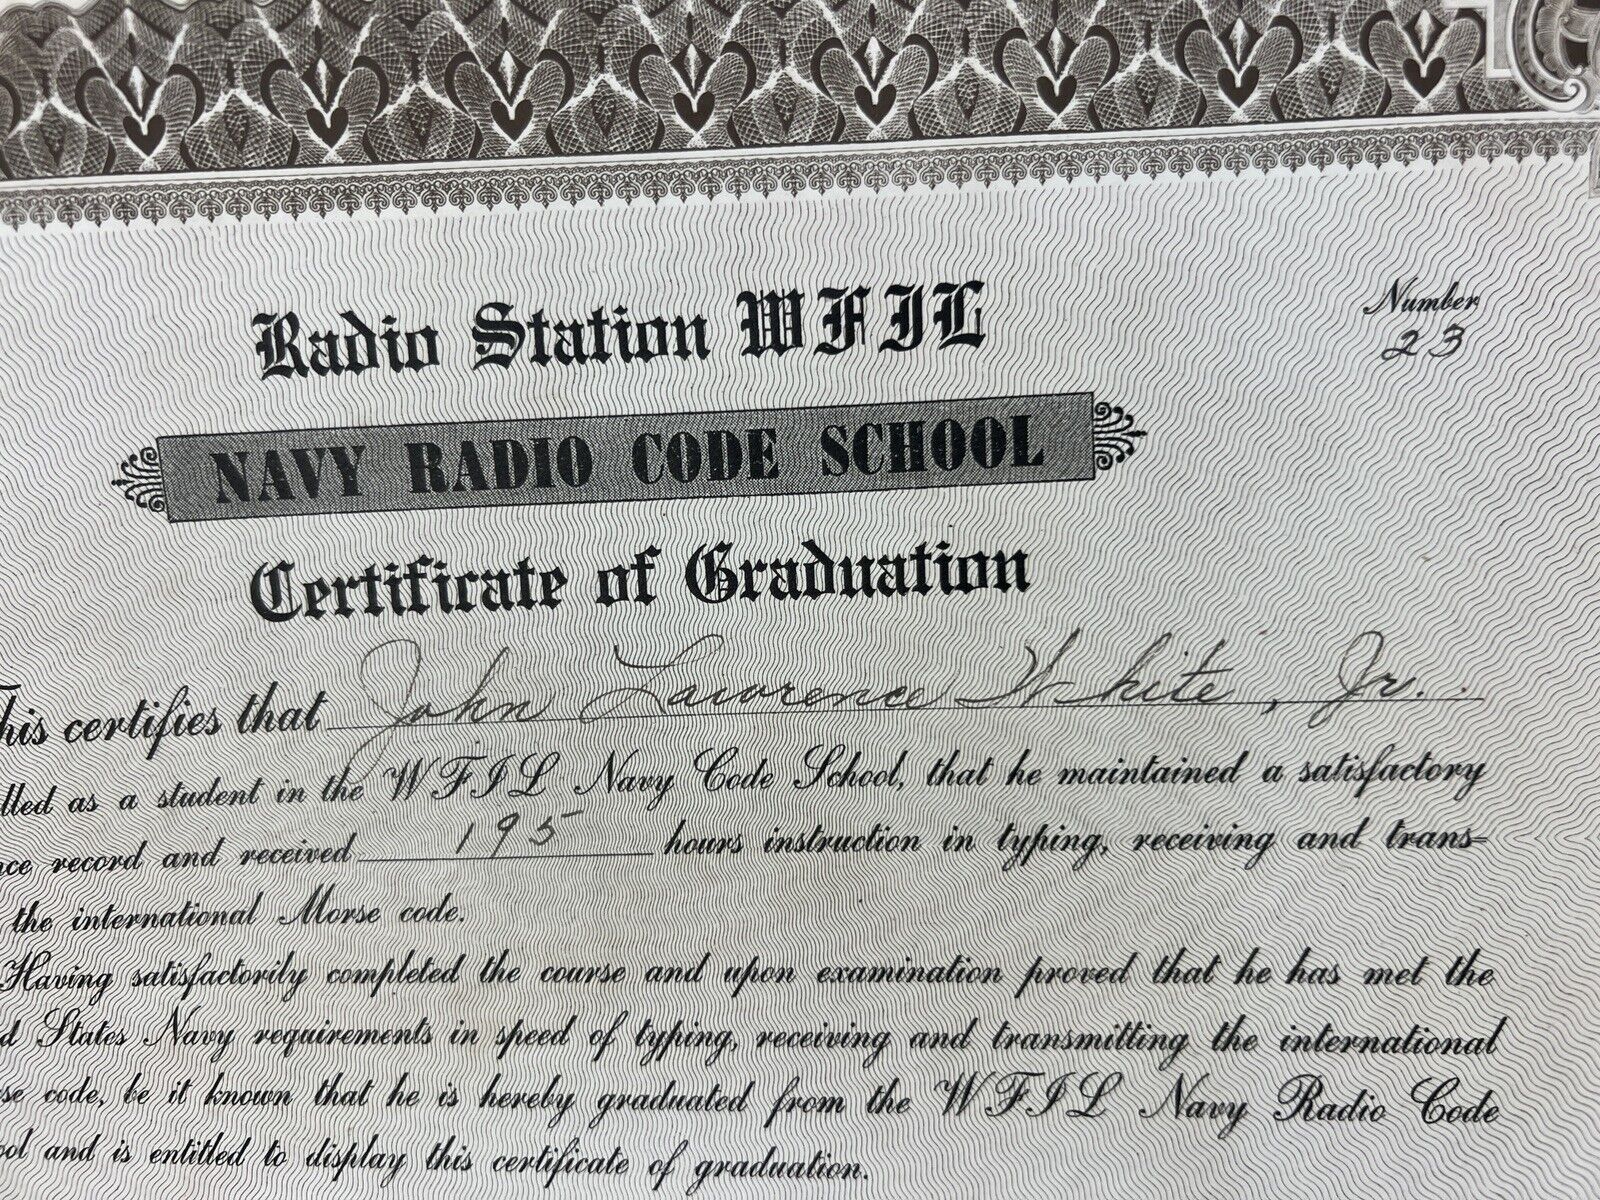 Radio Station WFIL
Number
23
NAVY RADIO CODE SCHOOL
Certificate of Graduation
This certifies that John Lawrence White, Jr.
lled as a student in the WFIL Navy Code School, that he maintained a satisfactory
nce record and received 195 hours instruction in typing, receiving and trans=
the international Morse code.
Having satisfactorily completed the course and upon examination proved that he has met the
d States Navy requirements in speed of typing, receiving and transmitting the international
se code, be it known that he is hereby graduated from the WFIL Navy Radio Code
ool and is entitled to display this certificate of graduation.